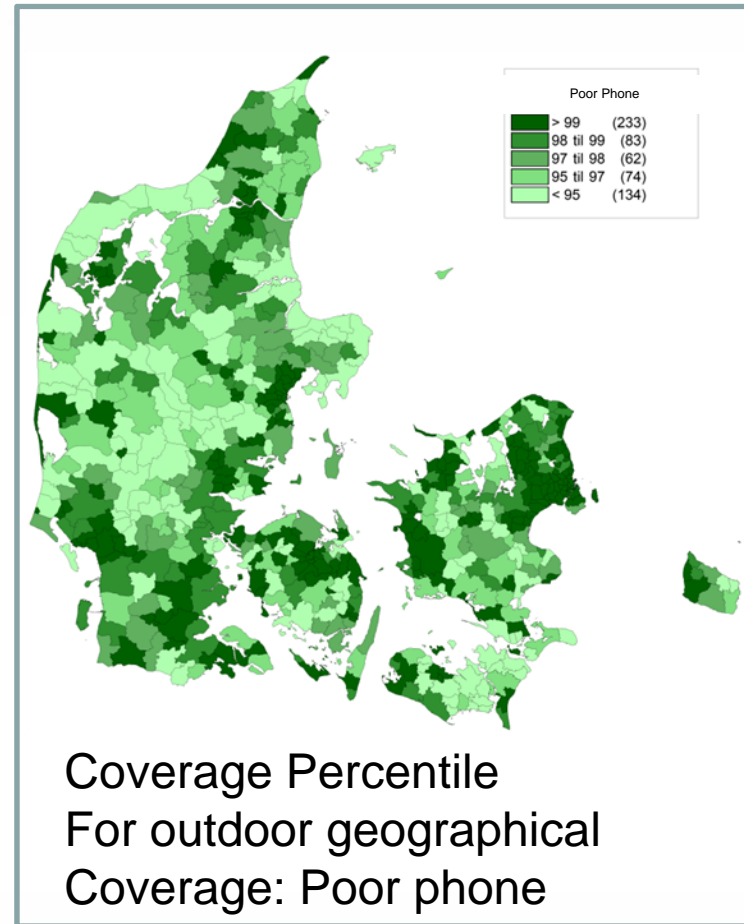 Poor Phone
> 99 (233)
98 til 99 (83)
97 til 98 (62)
95 til 97 (74)
< 95 (134)
Coverage Percentile
For outdoor geographical
Coverage: Poor phone